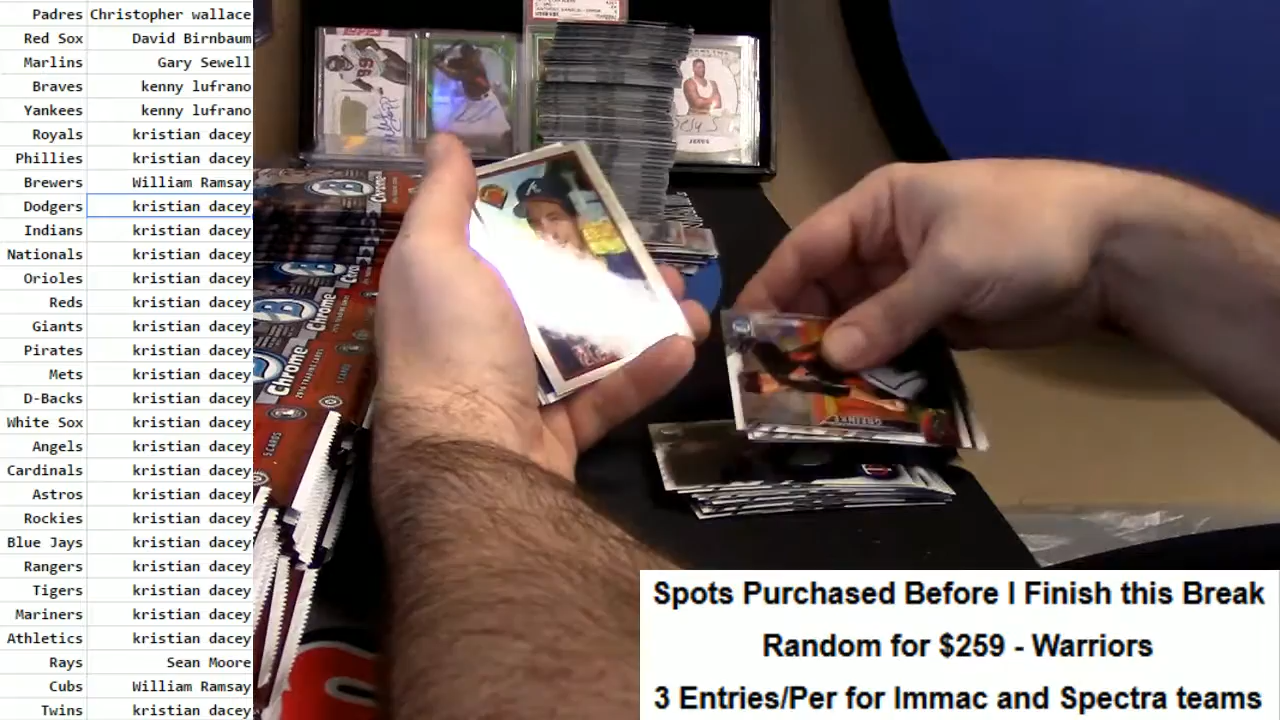 Padres Christopher wallace
Red Sox David Birnbaum
Marlins Gary Sewell
Braves kenny lufrano
Yankees kenny lufrano
Royals kristian dacey
Phillies kristian dacey
Brewers William Ramsay
Dodgers kristian dacey
Indians kristian dacey
Nationals kristian dacey
Orioles kristian dacey
Reds kristian dacey
Giants kristian dacey
Pirates kristian dacey
Mets kristian dacey
D-Backs kristian dacey
White Sox kristian dacey
Angels kristian dacey
Cardinals kristian dacey
Astros kristian dacey
Rockies kristian dacey
Blue Jays kristian dacey
Rangers kristian dacey
Tigers kristian dacey
Mariners kristian dacey
Athletics kristian dacey
Rays Sean Moore
Cubs William Ramsay
Twins kristian dacey
Chrome
Chrome
Chrome
5 CARDS
A
Spots Purchased Before I Finish this Break
Random for $259 - Warriors
3 Entries/Per for Immac and Spectra teams